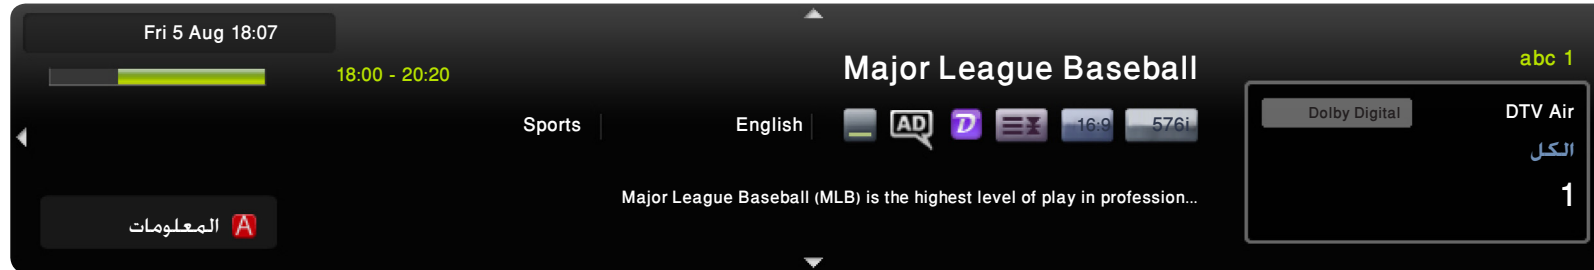 Fri 5 Aug 18:07
18:00 - 20:20
Major League Baseball
abc 1
Sports
English
AD
D
16:9
576i
Dolby Digital
DTV Air
الكل
1
Major League Baseball (MLB) is the highest level of play in profession...
A المعلومات